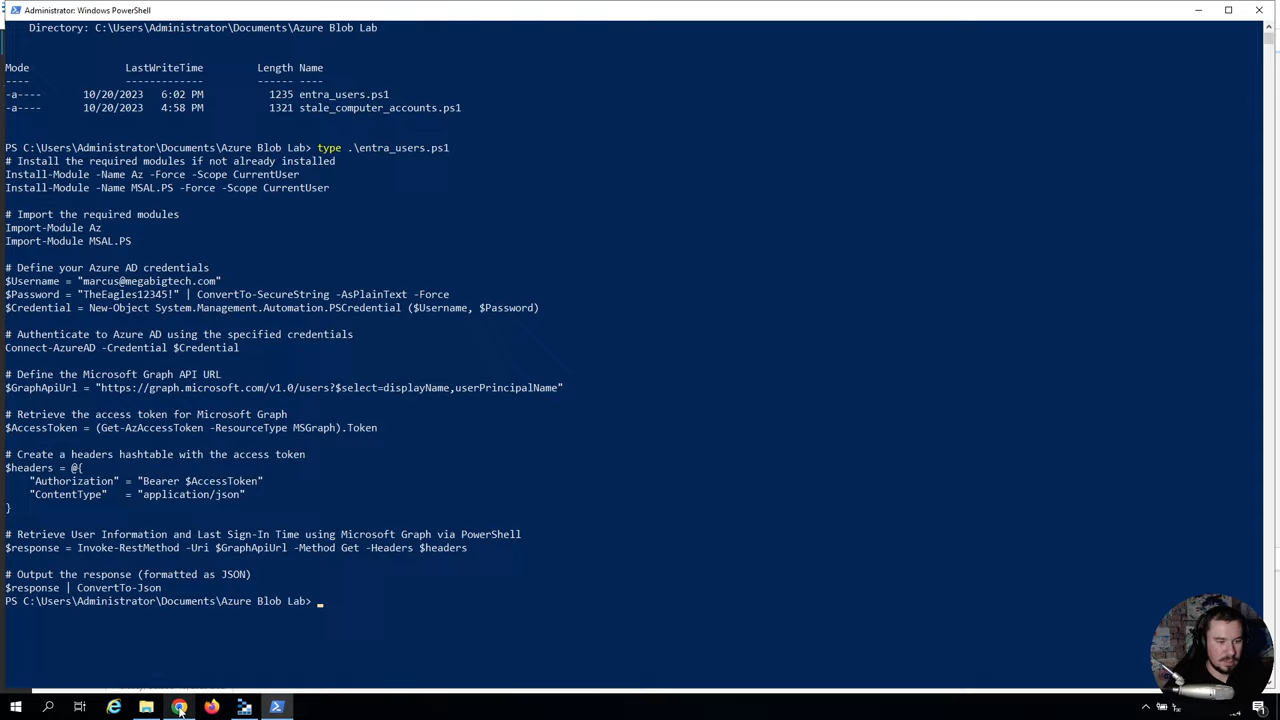 Administrator: Windows PowerShell
Directory: C:\Users\Administrator\Documents\Azure Blob Lab
Mode LastWriteTime Length Name
---- ------------- ------ ----
-a---- 10/20/2023 6:02 PM 1235 entra_users.ps1
-a---- 10/20/2023 4:58 PM 1321 stale_computer_accounts.ps1
PS C:\Users\Administrator\Documents\Azure Blob Lab> type .\entra_users.ps1
# Install the required modules if not already installed
Install-Module -Name Az -Force -Scope CurrentUser
Install-Module -Name MSAL.PS -Force -Scope CurrentUser
# Import the required modules
Import-Module Az
Import-Module MSAL.PS
# Define your Azure AD credentials
$Username = "marcus@megabigtech.com"
$Password = "TheEagles12345!" | ConvertTo-SecureString -AsPlainText -Force
$Credential = New-Object System.Management.Automation.PSCredential ($Username, $Password)
# Authenticate to Azure AD using the specified credentials
Connect-AzureAD -Credential $Credential
# Define the Microsoft Graph API URL
$GraphApiUrl = "https://graph.microsoft.com/v1.0/users?$select=displayName,userPrincipalName"
# Retrieve the access token for Microsoft Graph
$AccessToken = (Get-AzAccessToken -ResourceType MSGraph).Token
# Create a headers hashtable with the access token
$headers = @{
"Authorization" = "Bearer $AccessToken"
"ContentType" = "application/json"
}
# Retrieve User Information and Last Sign-In Time using Microsoft Graph via PowerShell
$response = Invoke-RestMethod -Uri $GraphApiUrl -Method Get -Headers $headers
# Output the response (formatted as JSON)
$response | ConvertTo-Json
PS C:\Users\Administrator\Documents\Azure Blob Lab>